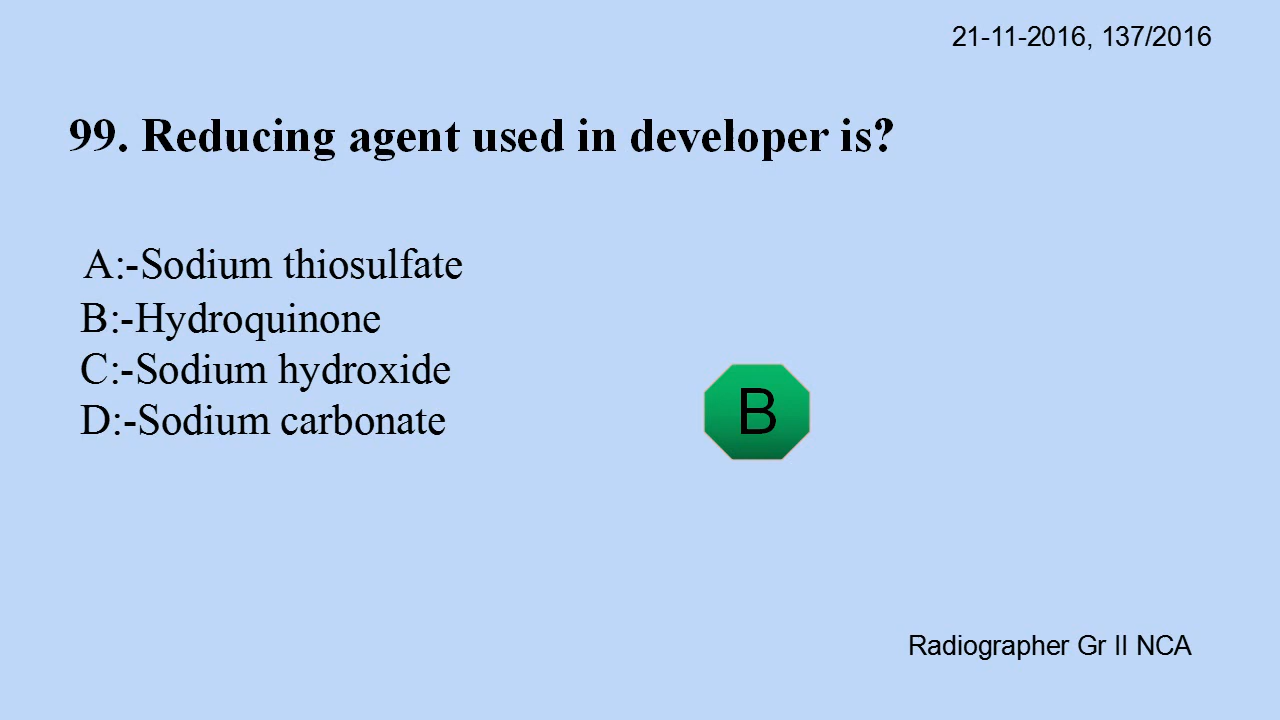 21-11-2016, 137/2016
99. Reducing agent used in developer is?
A:-Sodium thiosulfate
B:-Hydroquinone
C:-Sodium hydroxide
D:-Sodium carbonate
B
Radiographer Gr II NCA